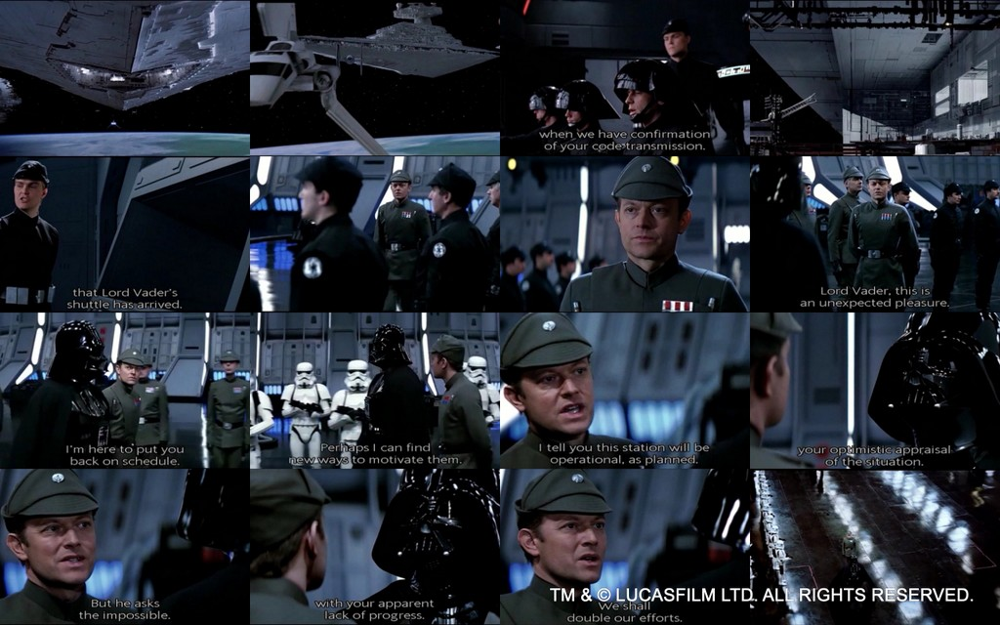 when we have confirmation
of your code transmission.
that Lord Vader's
shuttle has arrived.
Lord Vader, this is
an unexpected pleasure.
I'm here to put you
back on schedule.
Perhaps I can find
new ways to motivate them.
I tell you this station will be
operational, as planned.
your optimistic appraisal
of the situation.
But he asks
the impossible.
with your apparent
lack of progress.
We shall
double our efforts.
TM & © LUCASFILM LTD. ALL RIGHTS RESERVED.